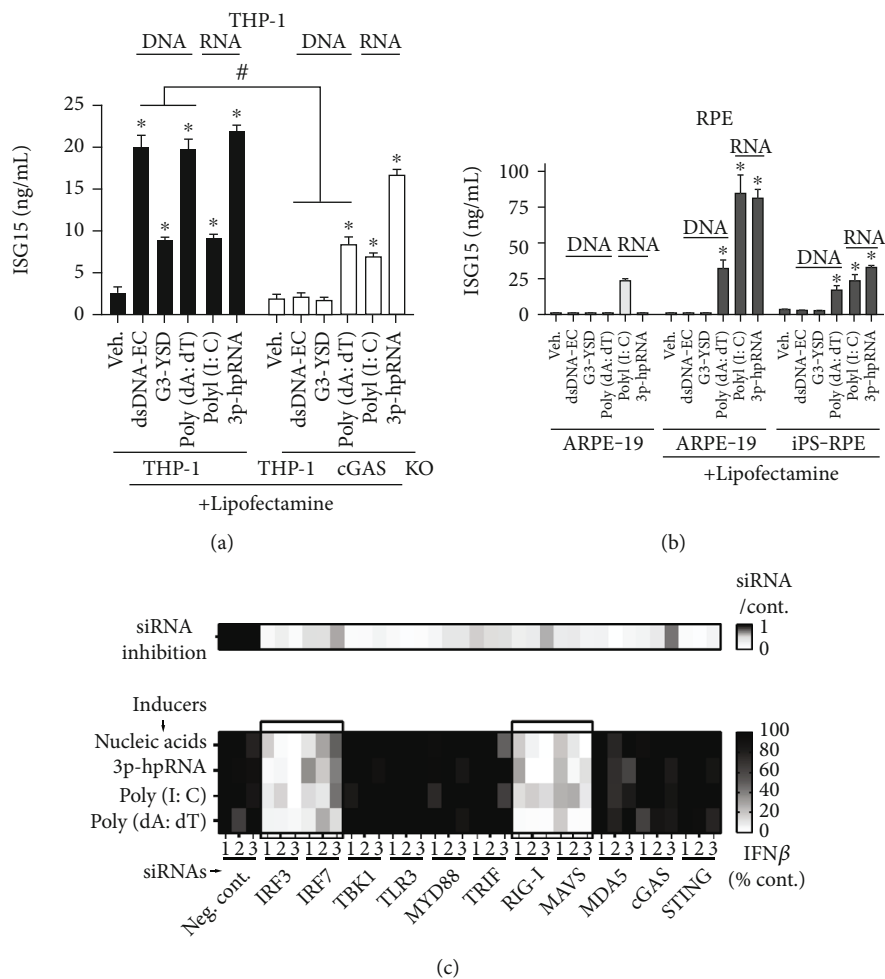 THP-1
DNA RNA DNA RNA
#
25
20
15
10
5
0
ISG15 (ng/mL)
* * * * * * * *
Veh.
dsDNA-EC
G3-YSD
Poly (dA: dT)
Polyl (I: C)
3p-hpRNA
Veh.
dsDNA-EC
G3-YSD
Poly (dA: dT)
Polyl (I: C)
3p-hpRNA
THP-1 THP-1 cGAS KO
+Lipofectamine
(a)
RPE
100
75
50
25
0
ISG15 (ng/mL)
DNA RNA
DNA RNA
DNA RNA
* * * * * *
Veh.
dsDNA-EC
G3-YSD
Poly (dA: dT)
Polyl (I: C)
3p-hpRNA
Veh.
dsDNA-EC
G3-YSD
Poly (dA: dT)
Polyl (I: C)
3p-hpRNA
Veh.
dsDNA-EC
G3-YSD
Poly (dA: dT)
Polyl (I: C)
3p-hpRNA
ARPE-19 ARPE-19 iPS-RPE
+Lipofectamine
(b)
siRNA
/cont.
1
0
siRNA
inhibition
Inducers
Nucleic acids
3p-hpRNA
Poly (I: C)
Poly (dA: dT)
100
80
60
40
20
0
IFNβ
(% cont.)
1 2 3 1 2 3 1 2 3 1 2 3 1 2 3 1 2 3 1 2 3 1 2 3 1 2 3 1 2 3 1 2 3 1 2 3
siRNAs
Neg. cont.
IRF3
IRF7
TBK1
TLR3
MYD88
TRIF
RIG-I
MAVS
MDA5
cGAS
STING
(c)